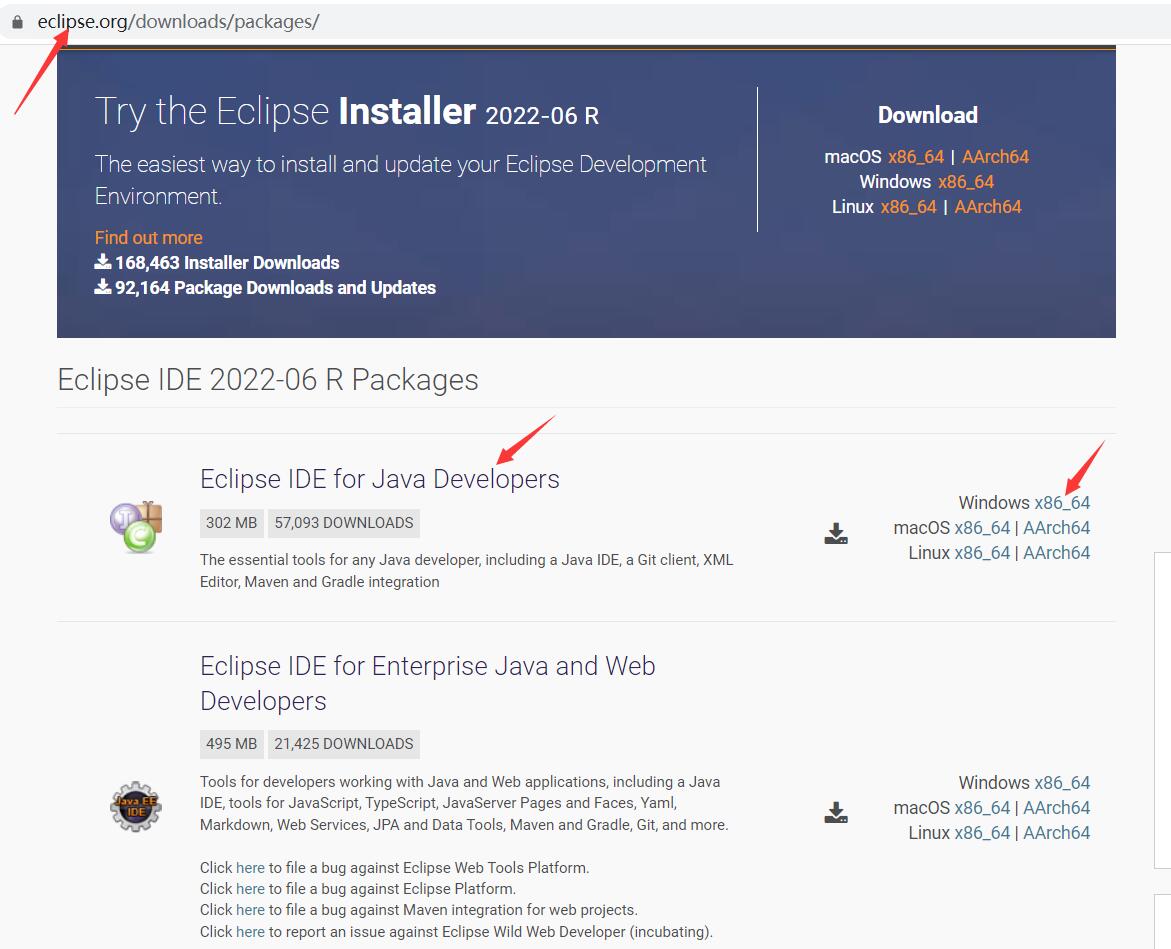 eclipse.org/downloads/packages/
Try the Eclipse Installer 2022-06 R
The easiest way to install and update your Eclipse Development
Environment.
Find out more
168,463 Installer Downloads
92,164 Package Downloads and Updates
Download
macOS x86_64 | AArch64
Windows x86_64
Linux x86_64 | AArch64
Eclipse IDE 2022-06 R Packages
Eclipse IDE for Java Developers
302 MB 57,093 DOWNLOADS
The essential tools for any Java developer, including a Java IDE, a Git client, XML
Editor, Maven and Gradle integration
Windows x86_64
macOS x86_64 | AArch64
Linux x86_64 | AArch64
Eclipse IDE for Enterprise Java and Web
Developers
495 MB 21,425 DOWNLOADS
Java EE
IDE
Tools for developers working with Java and Web applications, including a Java
IDE, tools for JavaScript, TypeScript, JavaServer Pages and Faces, Yaml,
Markdown, Web Services, JPA and Data Tools, Maven and Gradle, Git, and more.
Click here to file a bug against Eclipse Web Tools Platform.
Click here to file a bug against Eclipse Platform.
Click here to file a bug against Maven integration for web projects.
Click here to report an issue against Eclipse Wild Web Developer (incubating).
Windows x86_64
macOS x86_64 | AArch64
Linux x86_64 | AArch64